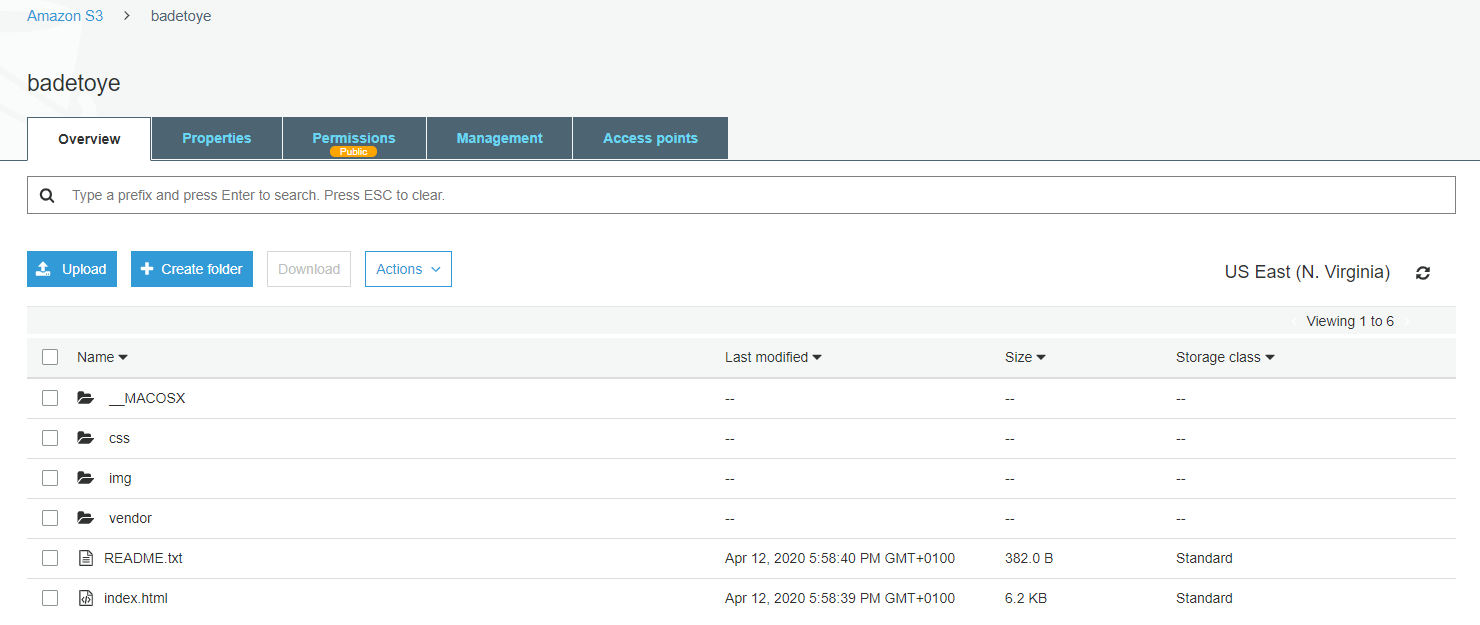 Amazon S3 > badetoye
badetoye
Overview Properties Permissions Management Access points
Public
Type a prefix and press Enter to search. Press ESC to clear.
Upload Create folder Download Actions US East (N. Virginia)
Viewing 1 to 6
Name Last modified Size Storage class
__MACOSX -- -- --
css -- -- --
img -- -- --
vendor -- -- --
README.txt Apr 12, 2020 5:58:40 PM GMT+0100 382.0 B Standard
index.html Apr 12, 2020 5:58:39 PM GMT+0100 6.2 KB Standard